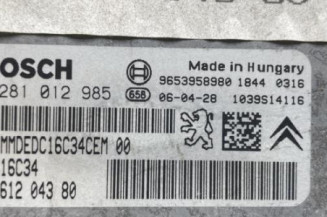 BOSCH
Made in Hungary
9653958980 1844 0316
281 012 985 658 06-04-28 1039S14116
MMDEDC16C34CEM 00
16C34
612 043 80